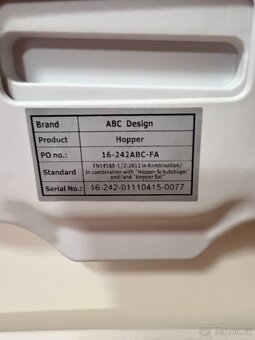 Brand ABC Design
Product Hopper
PO no.: 16-242ABC-FA
Standard EN14988-1/2:2012 in Kombination/
In combination with "Hopper Schutzbügel"
and/and "Hopper Set"
Serial No.: 16-242-01110415-0077